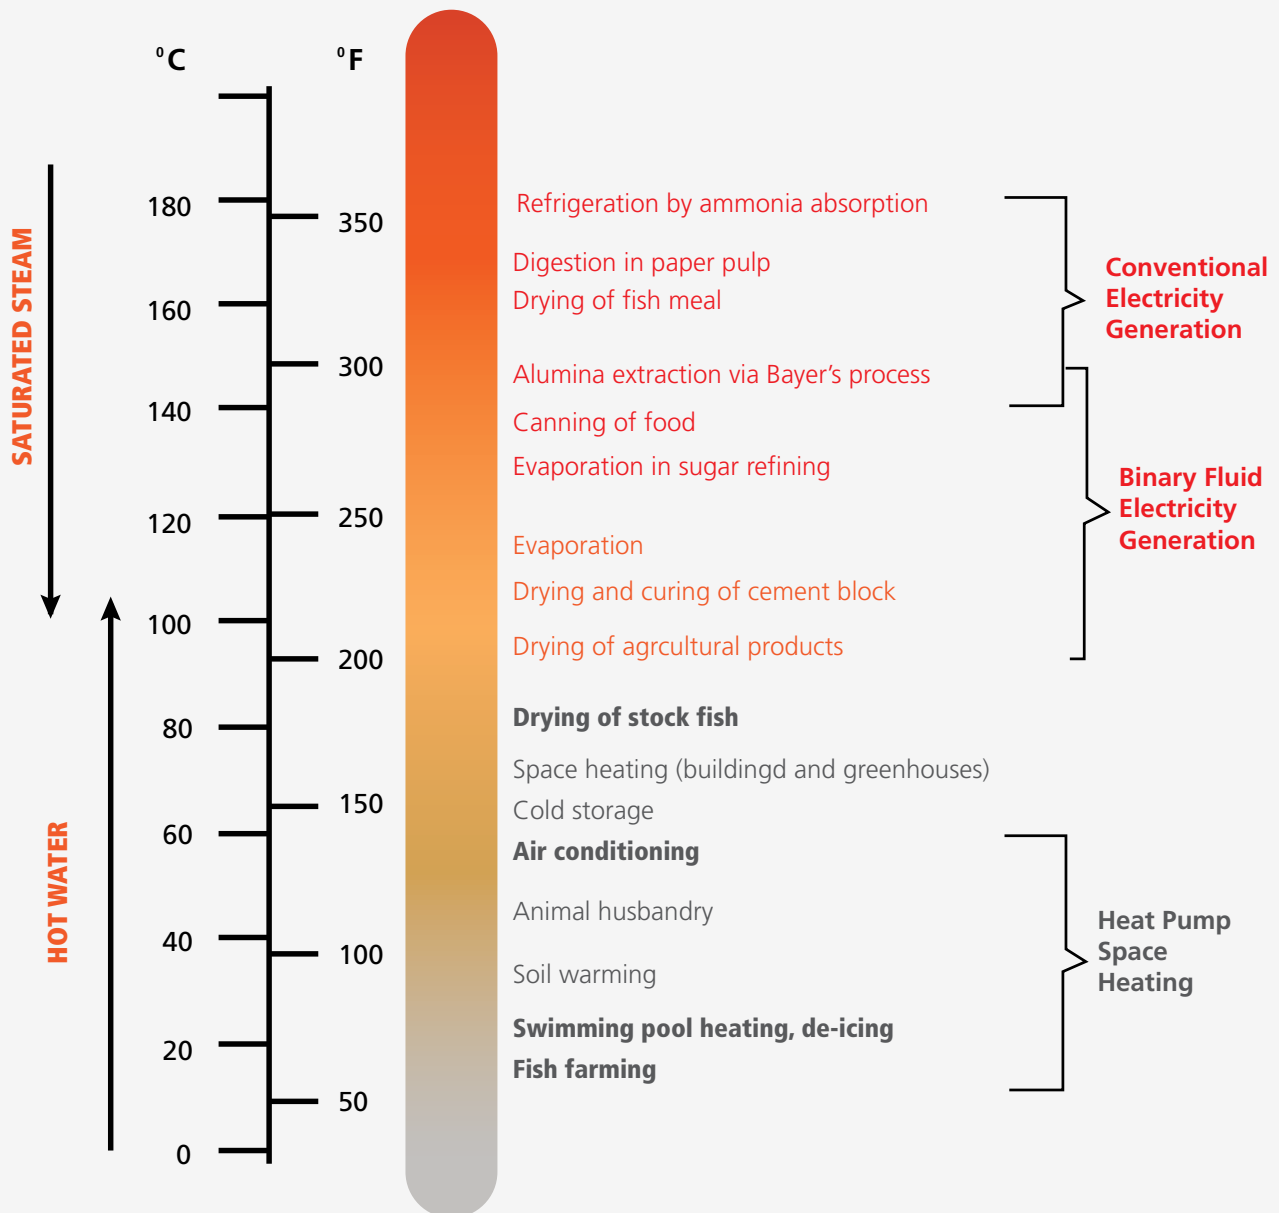 ⁰C
⁰F
SATURATED STEAM
HOT WATER
180
160
140
120
100
80
60
40
20
0
350
300
250
200
150
100
50
Refrigeration by ammonia absorption
Digestion in paper pulp
Drying of fish meal
Alumina extraction via Bayer's process
Canning of food
Evaporation in sugar refining
Evaporation
Drying and curing of cement block
Drying of agrcultural products
Drying of stock fish
Space heating (buildingd and greenhouses)
Cold storage
Air conditioning
Animal husbandry
Soil warming
Swimming pool heating, de-icing
Fish farming
Conventional
Electricity
Generation
Binary Fluid
Electricity
Generation
Heat Pump
Space
Heating